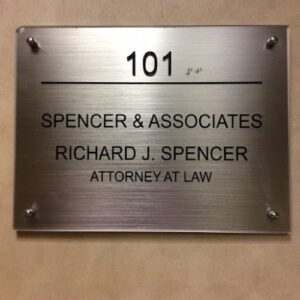 101
SPENCER & ASSOCIATES
RICHARD J. SPENCER
ATTORNEY AT LAW